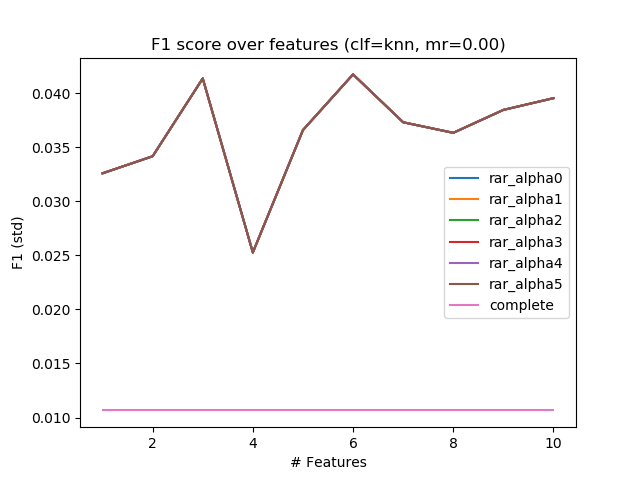 F1 score over features (clf=knn, mr=0.00)
F1 (std)
0.040
0.035
0.030
0.025
0.020
0.015
0.010
rar_alpha0
rar_alpha1
rar_alpha2
rar_alpha3
rar_alpha4
rar_alpha5
complete
2
4
6
8
10
# Features